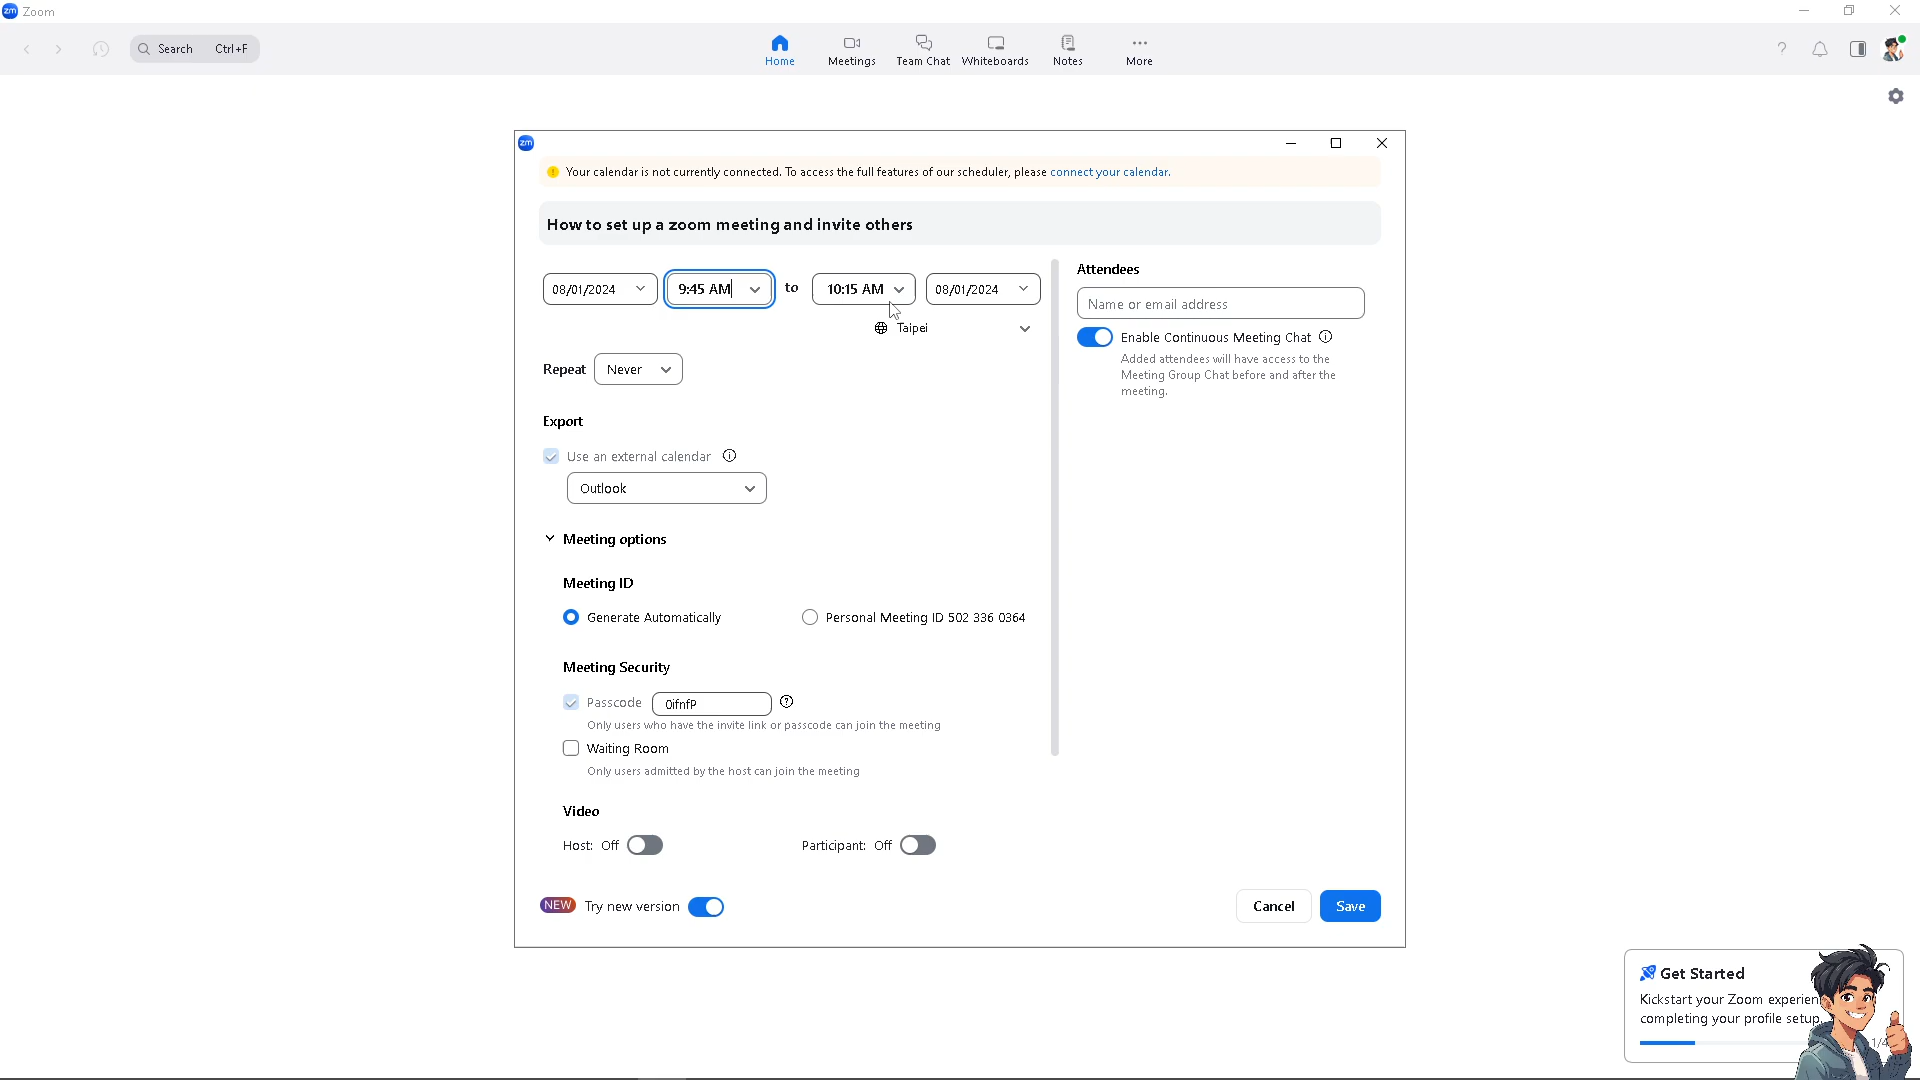 zm Zoom
Search Ctrl+F
Home Meetings Team Chat Whiteboards Notes More
zm
Your calendar is not currently connected. To access the full features of our scheduler, please connect your calendar.
How to set up a zoom meeting and invite others
08/01/2024 9:45 AM to 10:15 AM 08/01/2024
Taipei
Repeat Never
Export
Use an external calendar
Outlook
Meeting options
Meeting ID
Generate Automatically Personal Meeting ID 502 336 0364
Meeting Security
Passcode 0ifnfP
Only users who have the invite link or passcode can join the meeting
Waiting Room
Only users admitted by the host can join the meeting
Video
Host: Off Participant: Off
NEW Try new version
Attendees
Name or email address
Enable Continuous Meeting Chat
Added attendees will have access to the
Meeting Group Chat before and after the
meeting.
Cancel Save
Get Started
Kickstart your Zoom experien
completing your profile setup
1/4